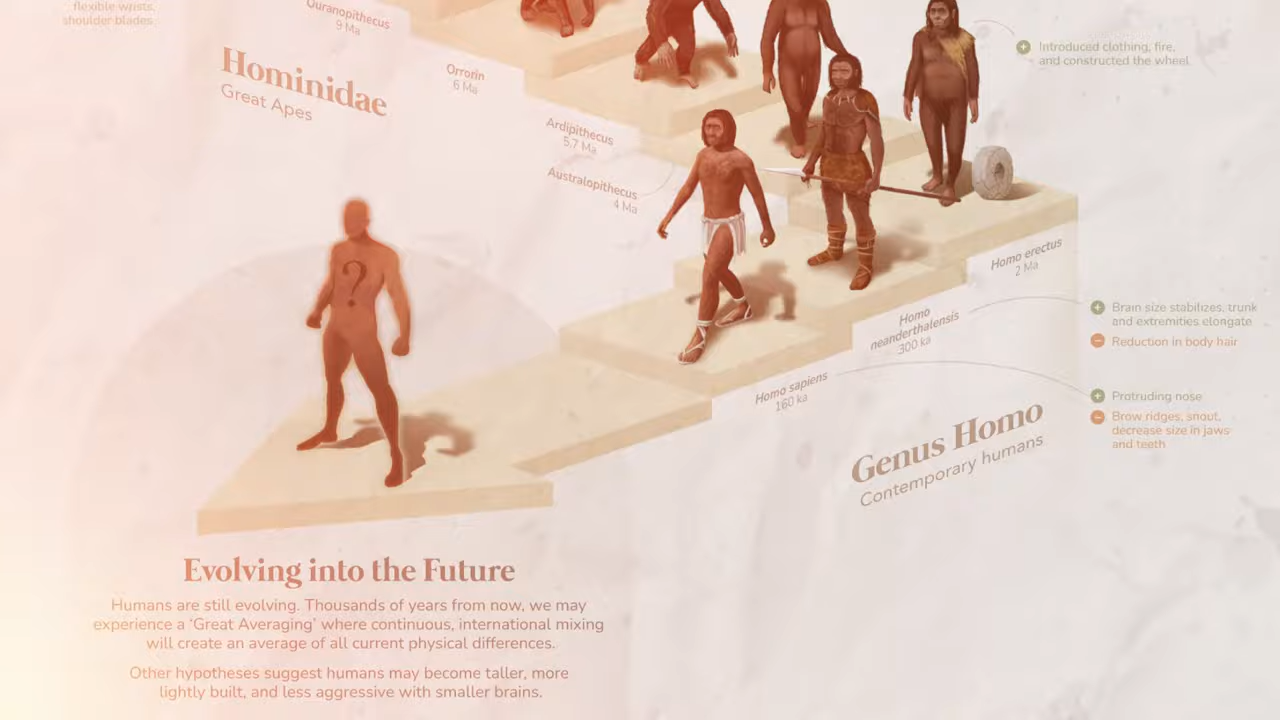 flexible wrists,
shoulder blades
Ouranopithecus
9 Ma
Hominidae
Great Apes
Orrorin
6 Ma
Ardipithecus
5.7 Ma
Australopithecus
4 Ma
Introduced clothing, fire,
and constructed the wheel
Homo erectus
2 Ma
Brain size stabilizes, trunk
and extremities elongate
Reduction in body hair
Homo
neanderthalensis
300 ka
Homo sapiens
160 ka
Protruding nose
Brow ridges, snout,
decrease size in jaws
and teeth
Genus Homo
Contemporary humans
?
Evolving into the Future
Humans are still evolving. Thousands of years from now, we may
experience a ‘Great Averaging’ where continuous, international mixing
will create an average of all current physical differences.
Other hypotheses suggest humans may become taller, more
lightly built, and less aggressive with smaller brains.